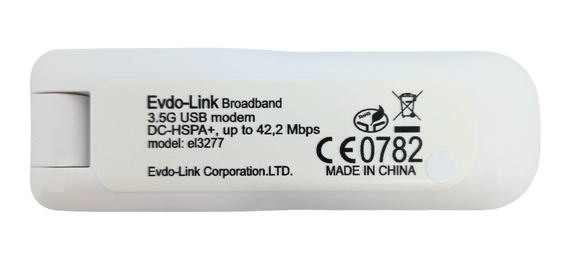 Evdo-Link Broadband
3.5G USB modem
DC-HSPA+, up to 42,2 Mbps
model: el3277
Evdo-Link Corporation.LTD.
RoHS
CE0782
MADE IN CHINA